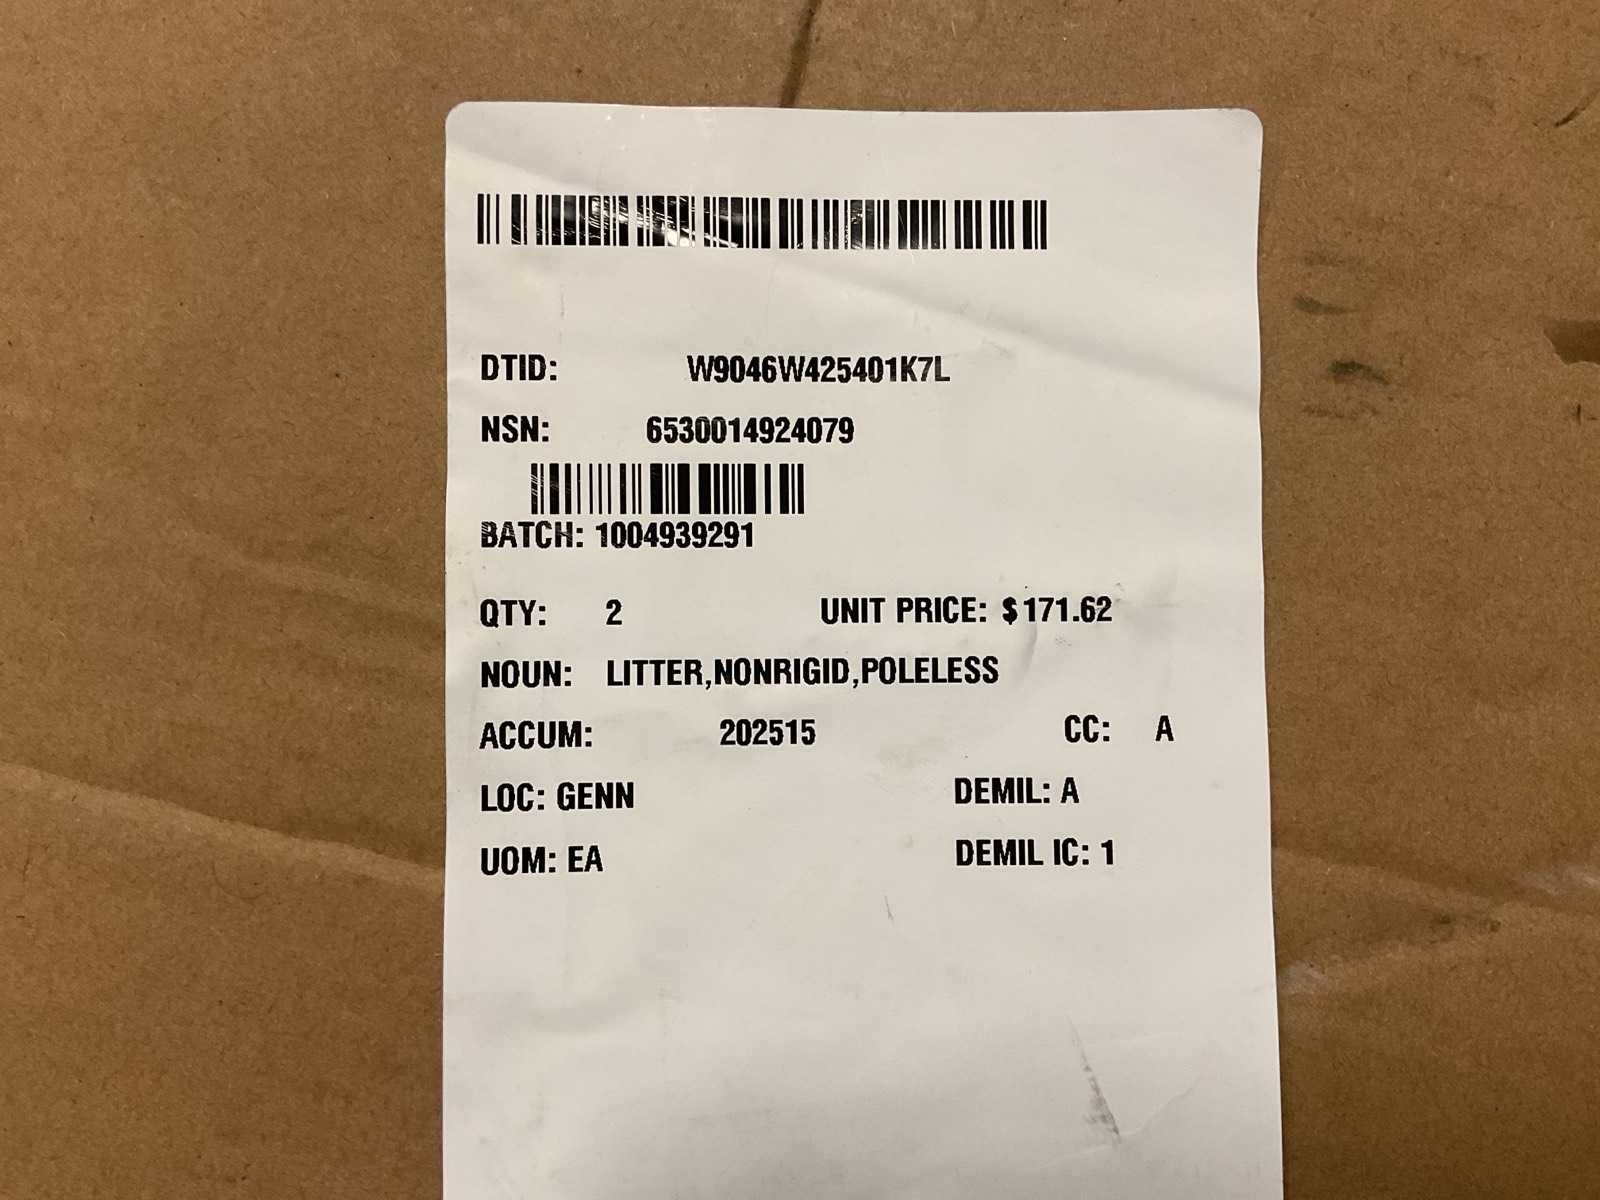 DTID: W9046W425401K7L
NSN: 6530014924079
BATCH: 1004939291
QTY: 2 UNIT PRICE: $171.62
NOUN: LITTER,NONRIGID,POLELESS
ACCUM: 202515 CC: A
LOC: GENN DEMIL: A
UOM: EA DEMIL IC: 1